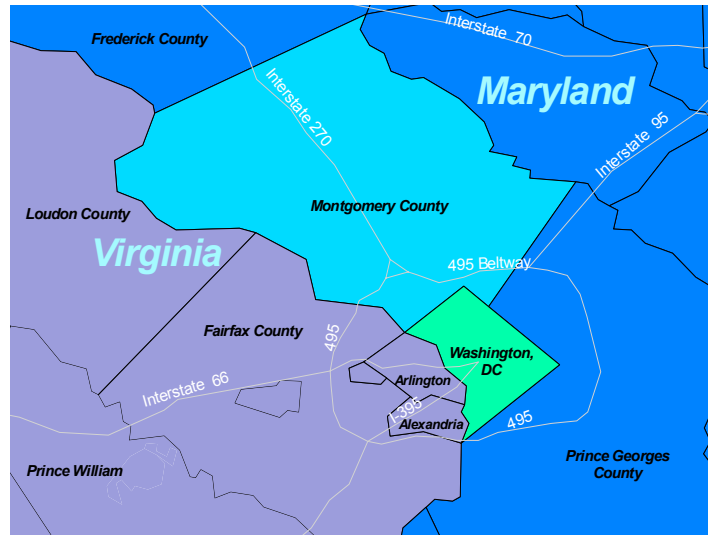 Interstate 70
Frederick County
Maryland
Interstate 270
Interstate 95
Montgomery County
Loudon County
Virginia
495 Beltway
Fairfax County
495
Washington,
DC
Interstate 66
Arlington
I-395
Alexandria
495
Prince Georges
County
Prince William